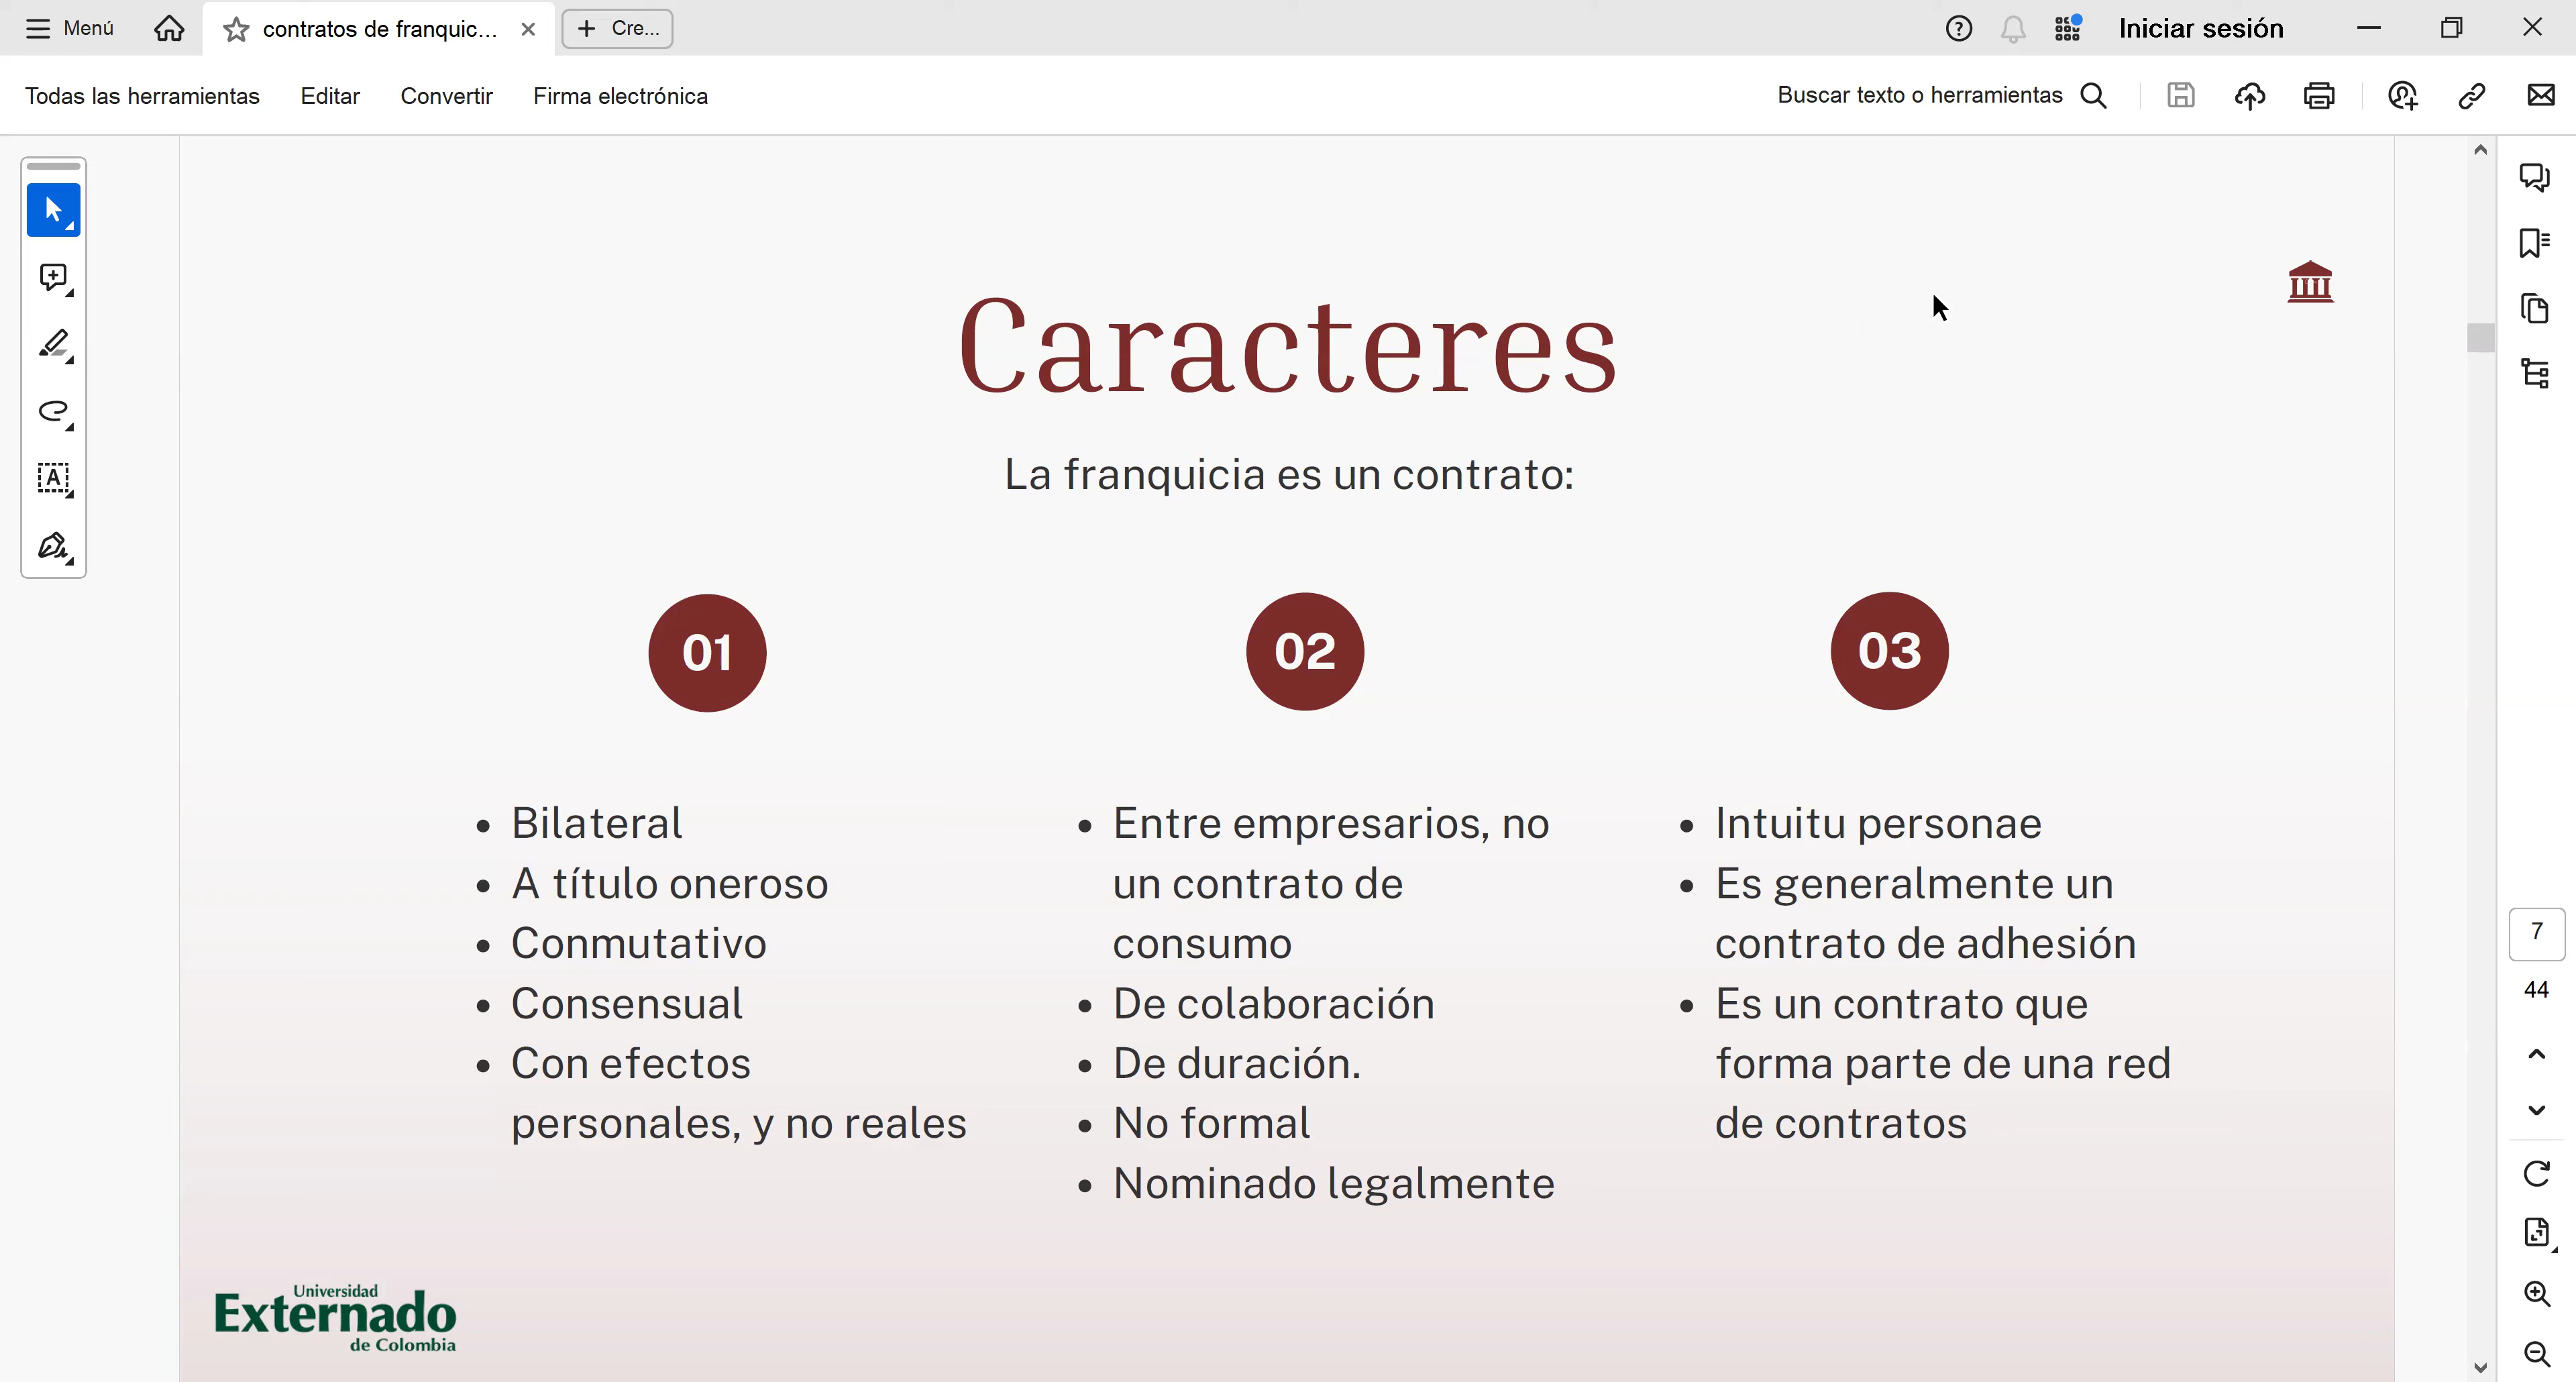 Menú
contratos de franquic...
Cre...
Iniciar sesión
Todas las herramientas
Editar
Convertir
Firma electrónica
Buscar texto o herramientas
Caracteres
La franquicia es un contrato:
01
• Bilateral
• A título oneroso
• Conmutativo
• Consensual
• Con efectos
personales, y no reales
02
• Entre empresarios, no
un contrato de
consumo
• De colaboración
• De duración.
• No formal
• Nominado legalmente
03
• Intuitu personae
• Es generalmente un
contrato de adhesión
• Es un contrato que
forma parte de una red
de contratos
Universidad
Externado
de Colombia
7
44